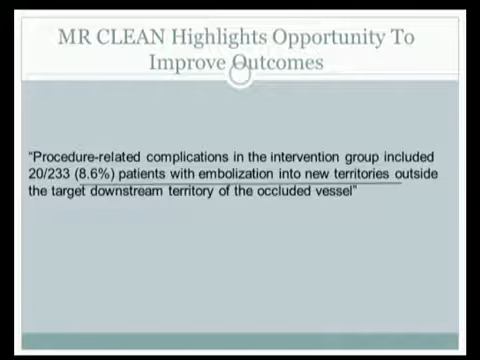 MR CLEAN Highlights Opportunity To
Improve Outcomes
“Procedure-related complications in the intervention group included
20/233 (8.6%) patients with embolization into new territories outside
the target downstream territory of the occluded vessel”